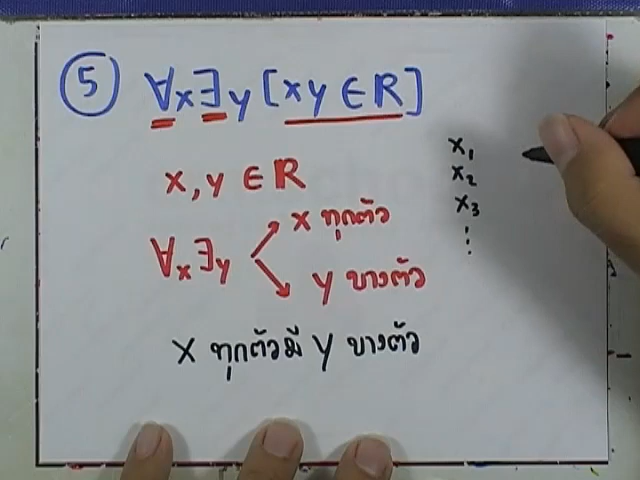 ⑤ ∀x∃y [xy ∈ R]
x, y ∈ R
∀x∃y
x ทุกตัว
y บางตัว
x ทุกตัวมี y บางตัว
x₁
x₂
x₃
⋮